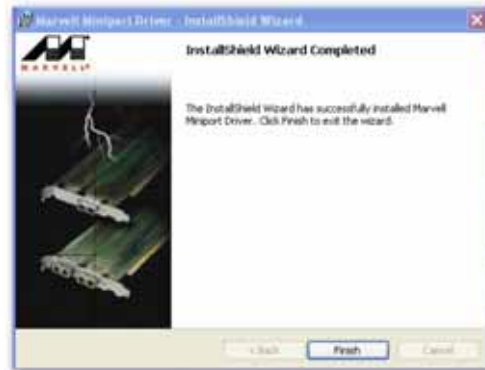 Marvell Miniport Driver - InstallShield Wizard
MARVELL®
InstallShield Wizard Completed
The InstallShield Wizard has successfully installed Marvell
Miniport Driver. Click Finish to exit the wizard.
< Back
Finish
Cancel